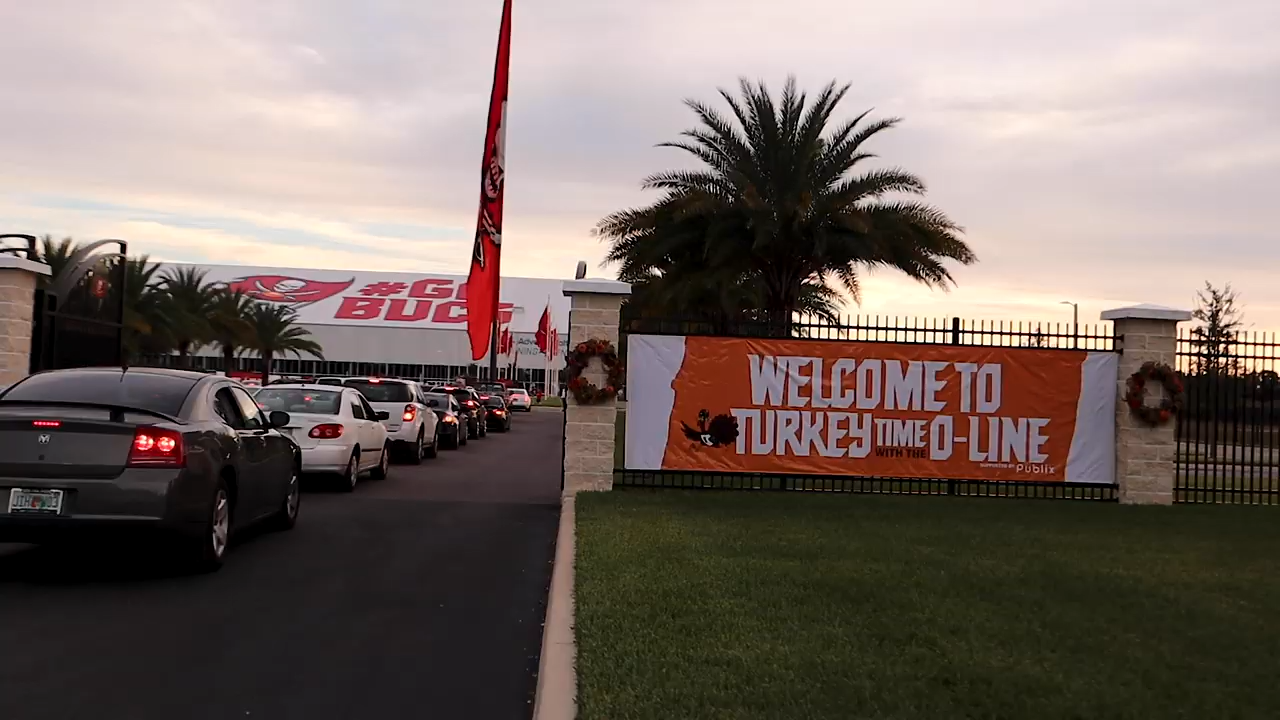 #GO
BUCS
WELCOME TO
TURKEY TIME
WITH THE
O-LINE
SUPPORTED BY Publix